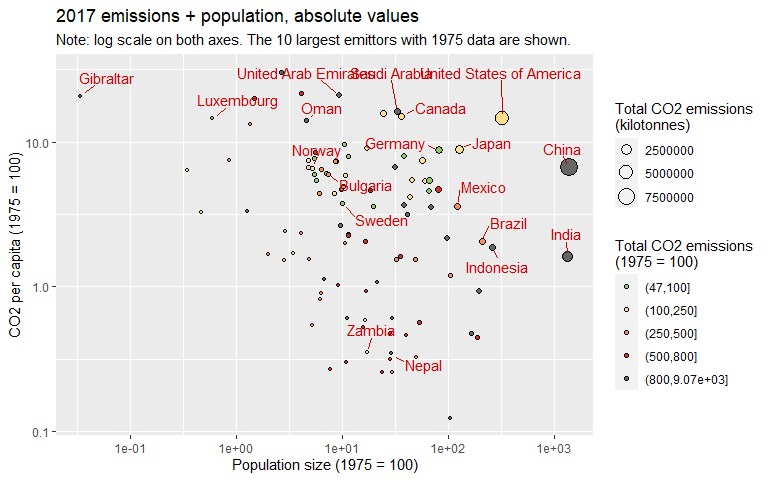 2017 emissions + population, absolute values
Note: log scale on both axes. The 10 largest emittors with 1975 data are shown.
Gibraltar
United Arab Emirates
Saudi Arabia
United States of America
Luxembourg
Oman
Canada
Norway
Germany
Japan
China
Bulgaria
Mexico
Sweden
Brazil
India
Indonesia
Zambia
Nepal
10.0
1.0
0.1
CO2 per capita (1975 = 100)
1e-01
1e+00
1e+01
1e+02
1e+03
Population size (1975 = 100)
Total CO2 emissions
(kilotonnes)
2500000
5000000
7500000
Total CO2 emissions
(1975 = 100)
(47,100]
(100,250]
(250,500]
(500,800]
(800,9.07e+03]